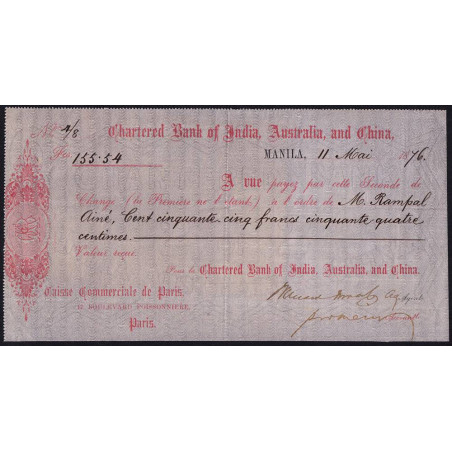 No. 2/8
Chartered Bank of India, Australia, and China,
Fcs 155.54
MANILA, 11 Mai 1876.
A vue payez par cette Seconde de
Change (la Première ne l'étant) à l'ordre de M. Rampal
Ainé, Cent cinquante cinq francs cinquante quatre
centimes.
Valeur reçue.
Pour la Chartered Bank of India, Australia, and China.
Caisse Commerciale de Paris,
BOULEVARD POISSONNIÈRE,
Paris.
Agent